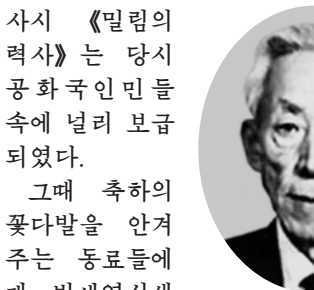 사시 《밀림의
력사》는 당시
공화국인민들
속에 널리 보급
되였다.
그때 축하의
꽃다발을 안겨
주는 동료들에